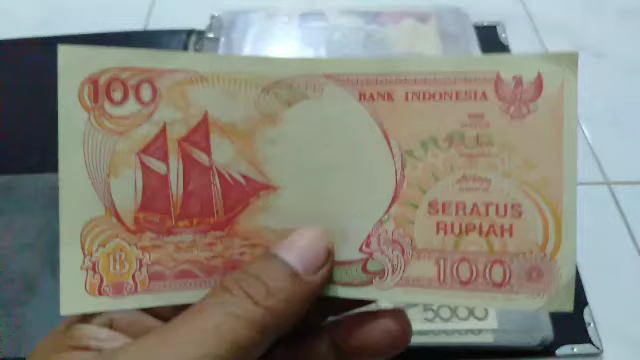 100
BANK INDONESIA
SERATUS
RUPIAH
100
5000